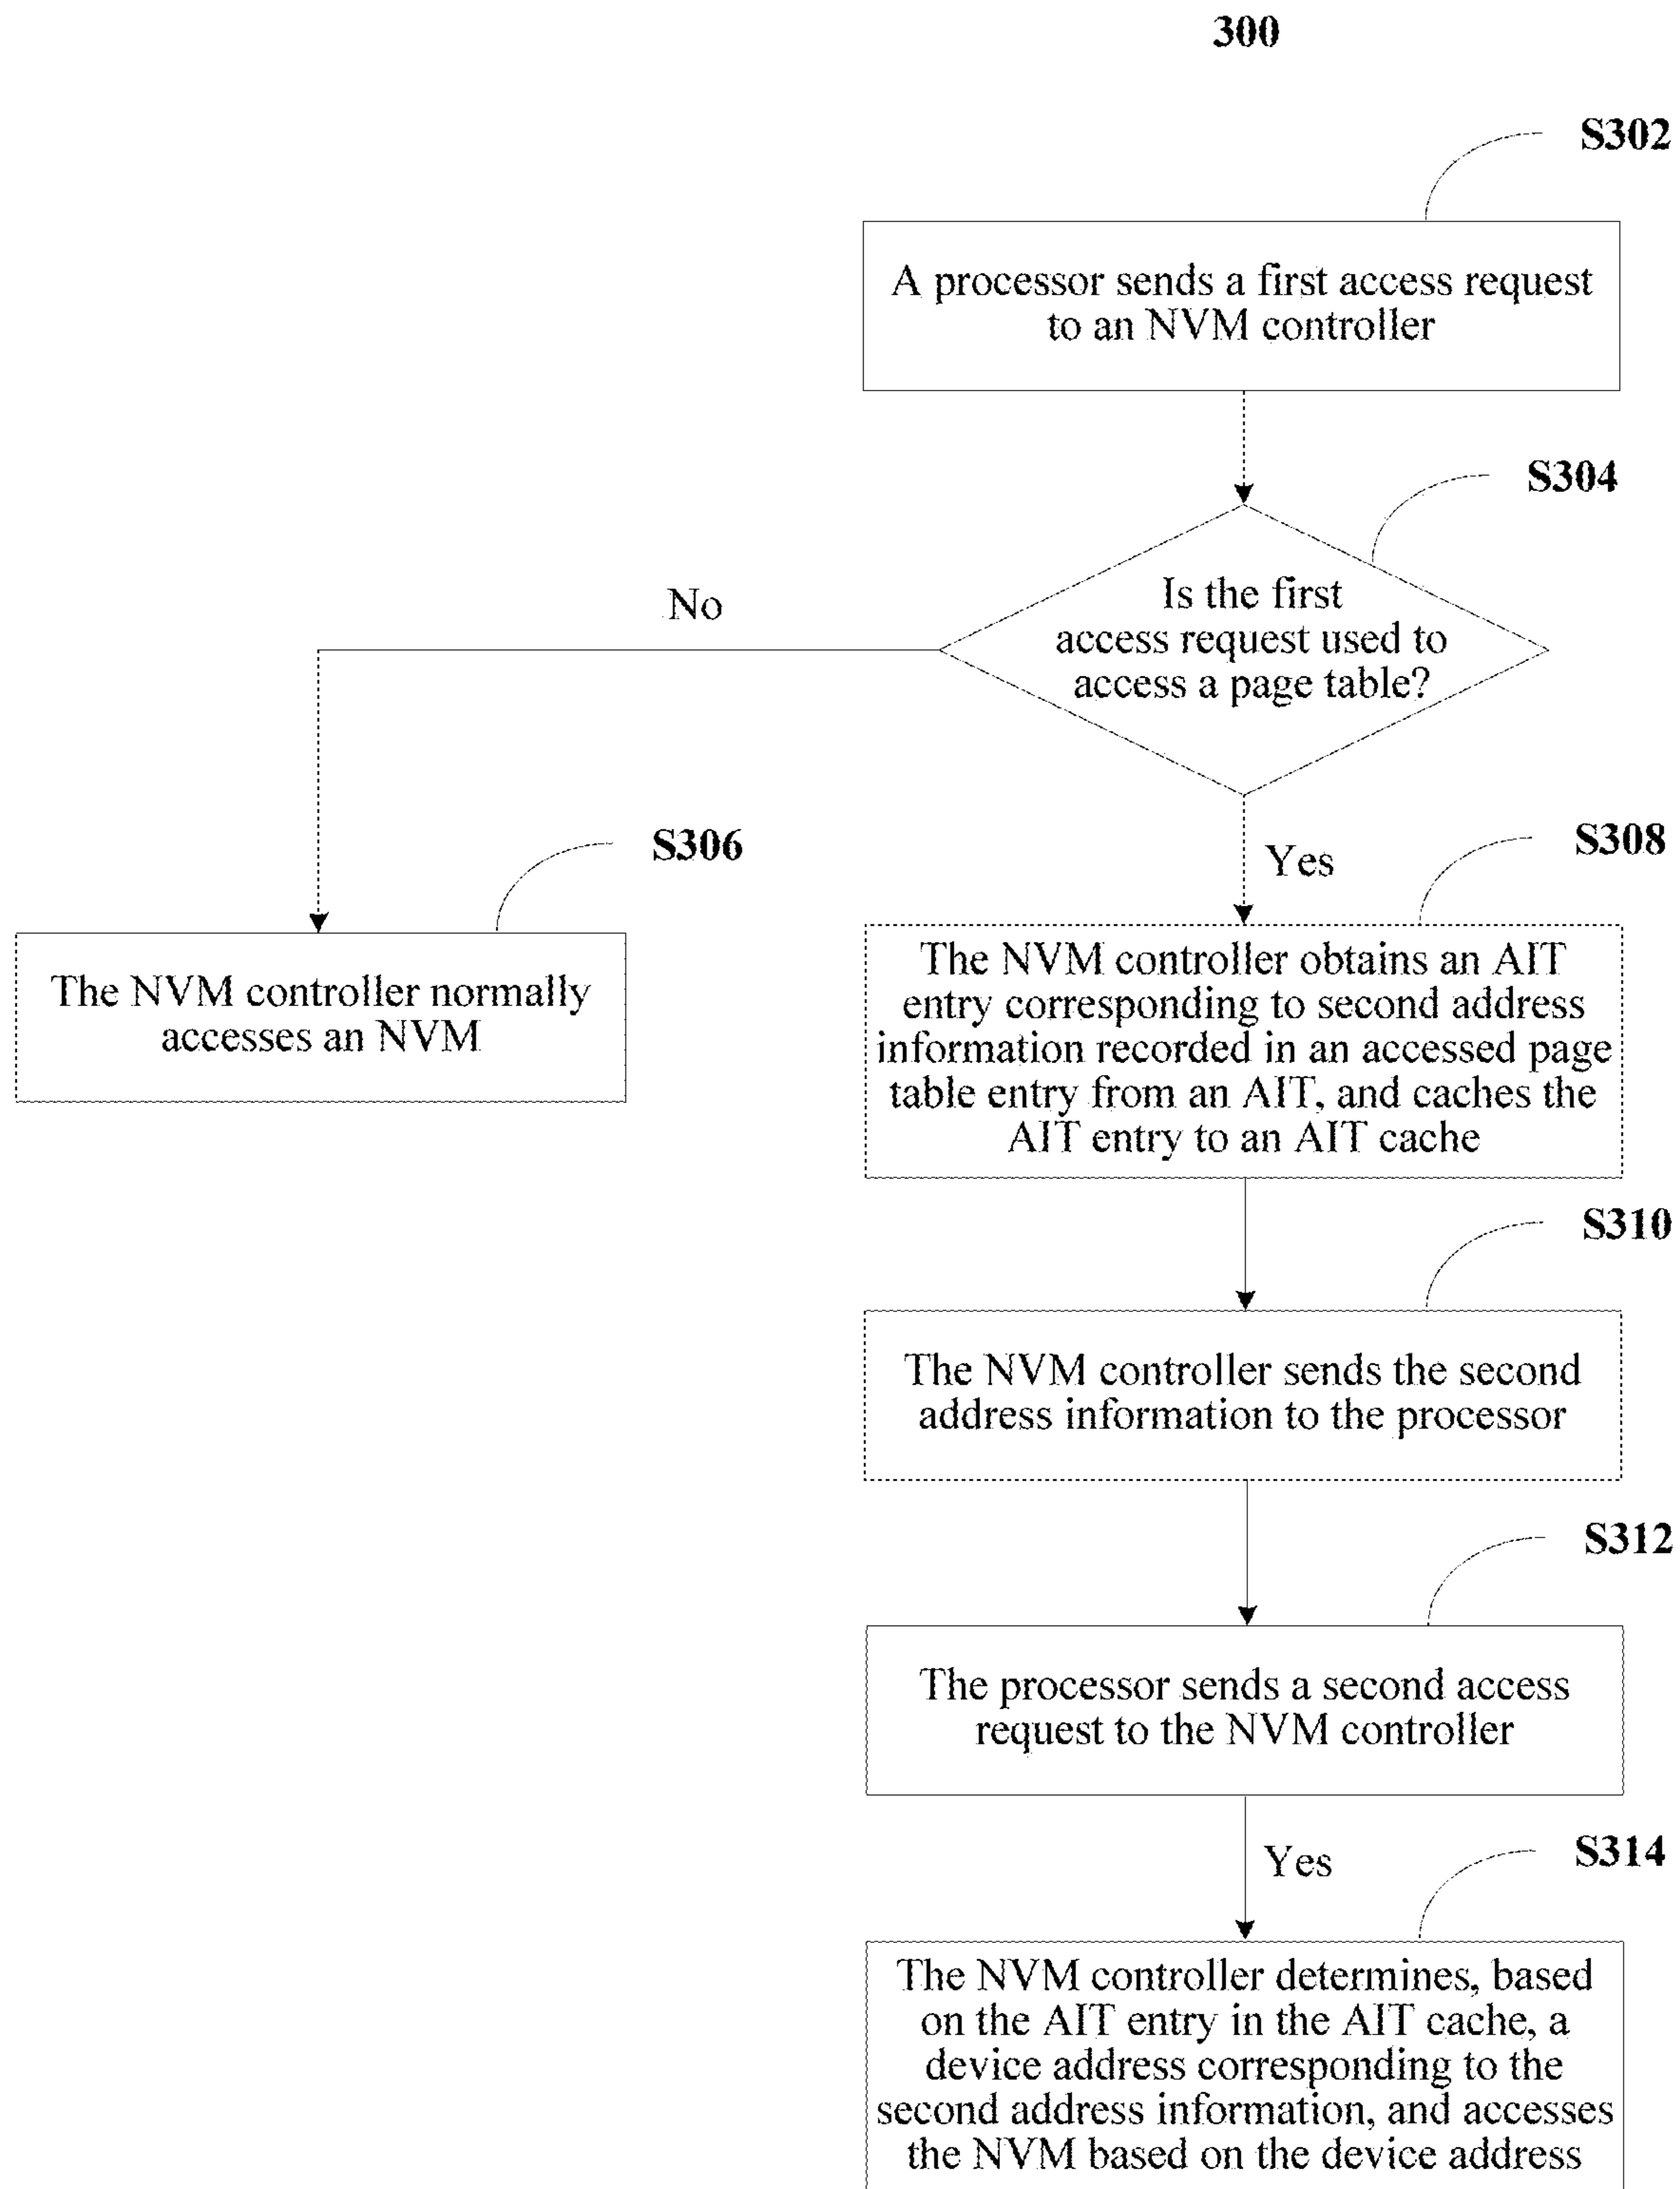 300
S302
A processor sends a first access request
to an NVM controller
S304
Is the first
access request used to
access a page table?
No
Yes
S306
The NVM controller normally
accesses an NVM
S308
The NVM controller obtains an AIT
entry corresponding to second address
information recorded in an accessed page
table entry from an AIT, and caches the
AIT entry to an AIT cache
S310
The NVM controller sends the second
address information to the processor
S312
The processor sends a second access
request to the NVM controller
Yes
S314
The NVM controller determines, based
on the AIT entry in the AIT cache, a
device address corresponding to the
second address information, and accesses
the NVM based on the device address